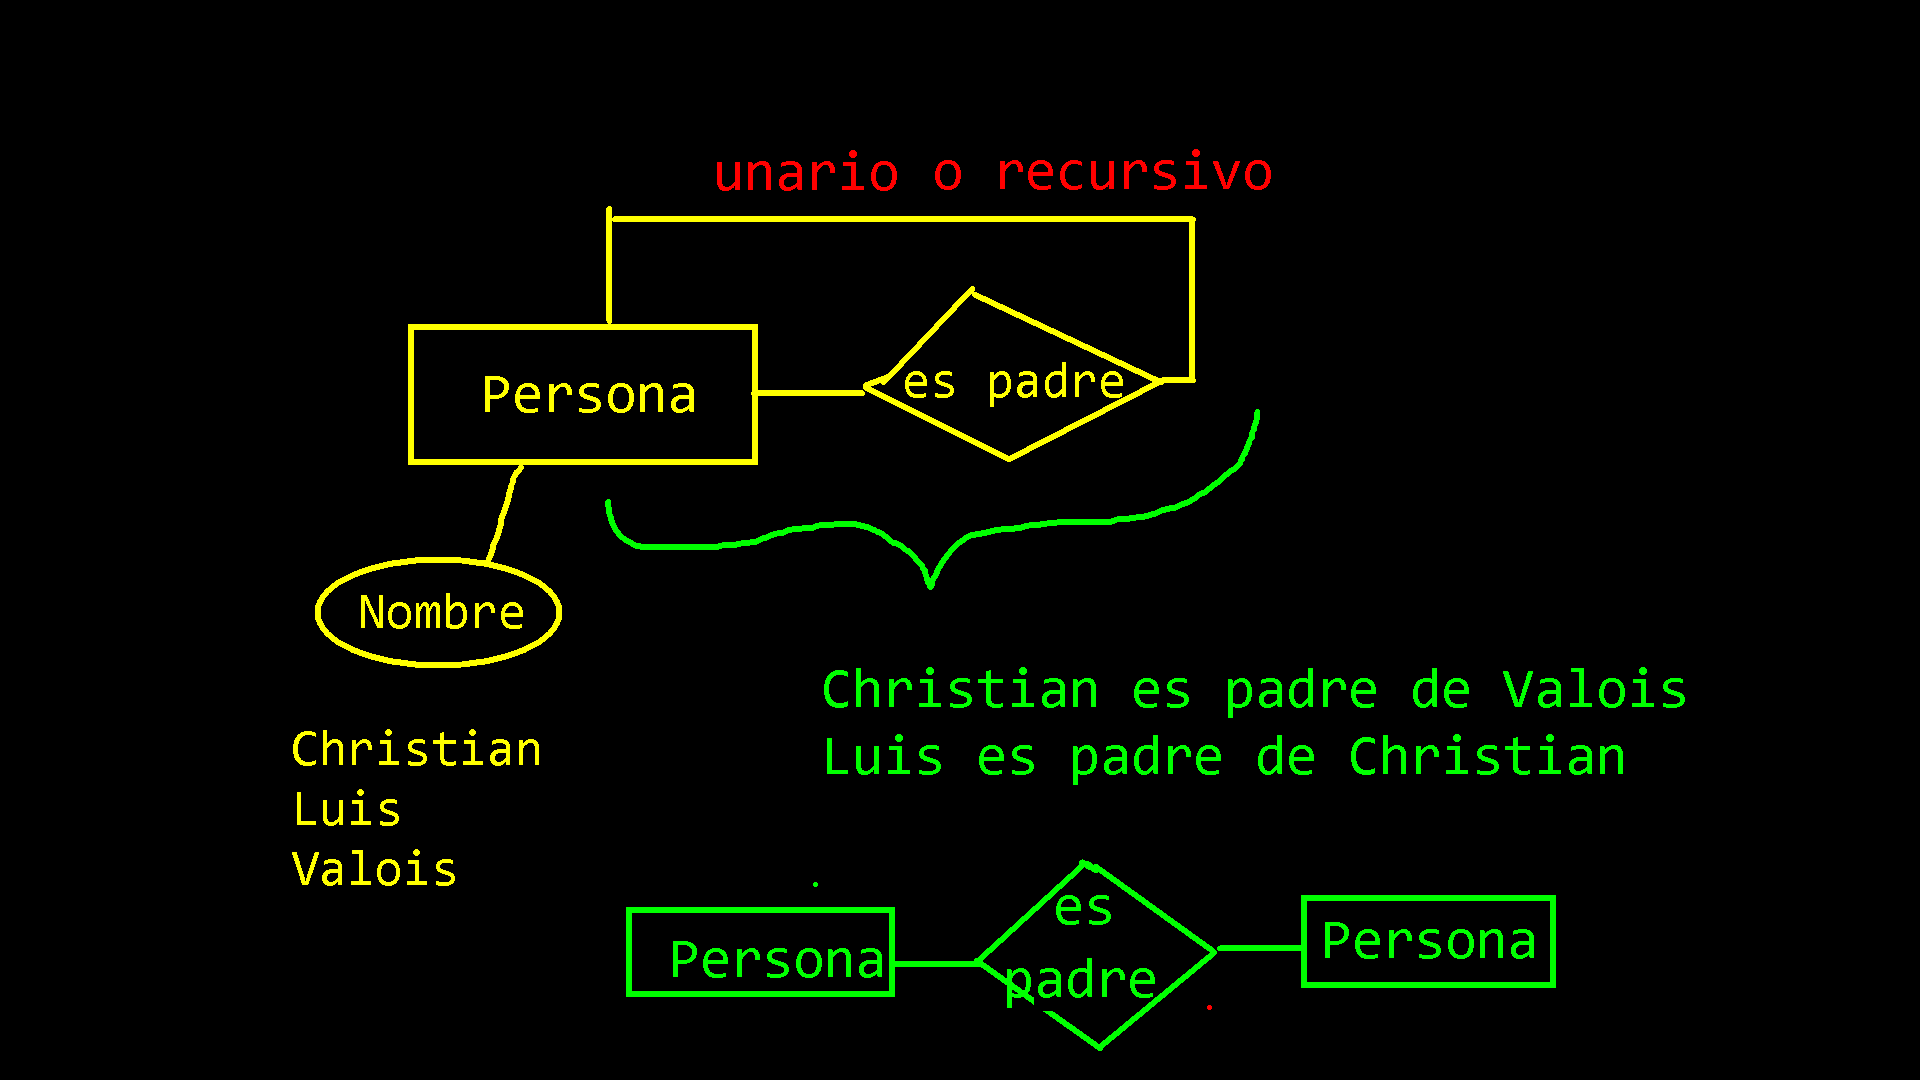 unario o recursivo
Persona
es padre
Nombre
Christian
Luis
Valois
Christian es padre de Valois
Luis es padre de Christian
Persona
es
padre
Persona